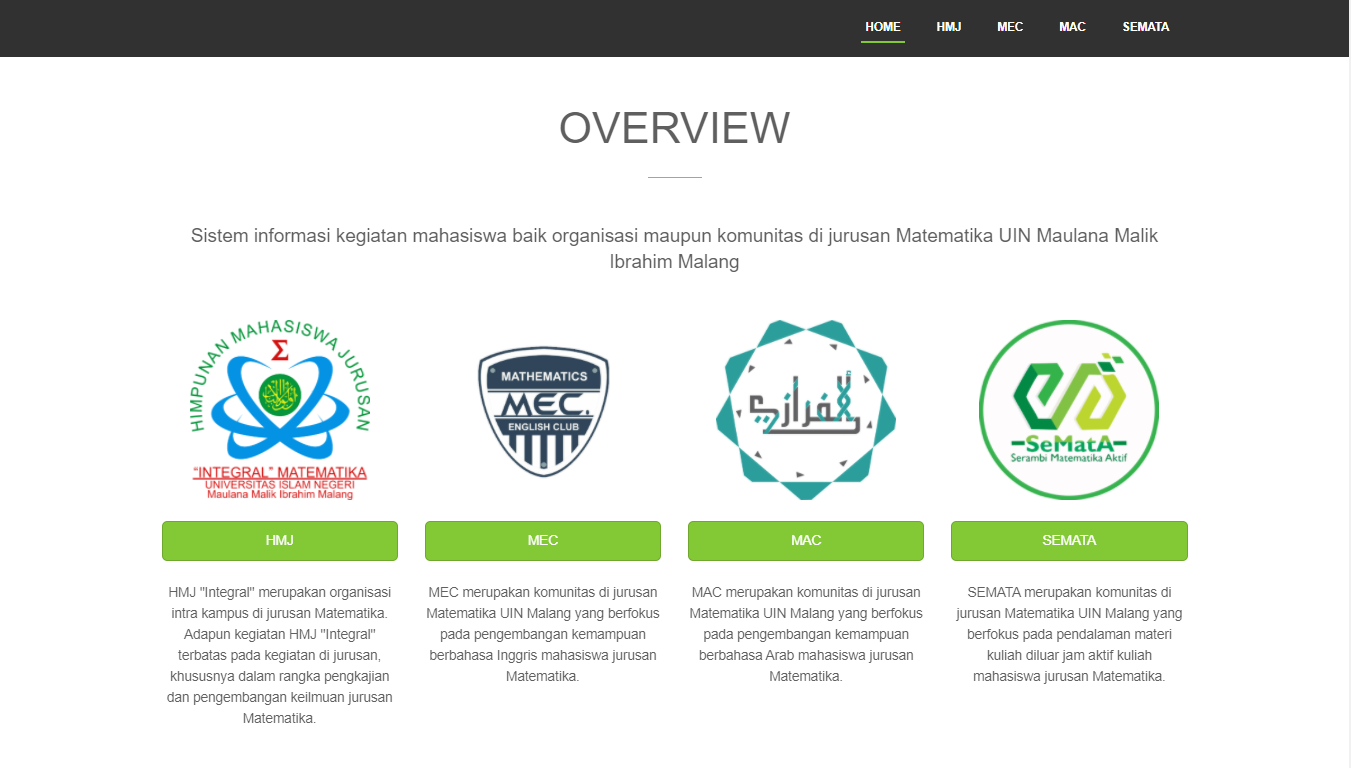 HOME HMJ MEC MAC SEMATA
OVERVIEW
Sistem informasi kegiatan mahasiswa baik organisasi maupun komunitas di jurusan Matematika UIN Maulana Malik
Ibrahim Malang
HIMPUNAN MAHASISWA JURUSAN
Σ
"INTEGRAL" MATEMATIKA
UNIVERSITAS ISLAM NEGERI
Maulana Malik Ibrahim Malang
MATHEMATICS
MEC.
ENGLISH CLUB
الفرازي
SeMatA
Serambi Matematika Aktif
HMJ
HMJ "Integral" merupakan organisasi
intra kampus di jurusan Matematika.
Adapun kegiatan HMJ "Integral"
terbatas pada kegiatan di jurusan,
khususnya dalam rangka pengkajian
dan pengembangan keilmuan jurusan
Matematika.
MEC
MEC merupakan komunitas di jurusan
Matematika UIN Malang yang berfokus
pada pengembangan kemampuan
berbahasa Inggris mahasiswa jurusan
Matematika.
MAC
MAC merupakan komunitas di jurusan
Matematika UIN Malang yang berfokus
pada pengembangan kemampuan
berbahasa Arab mahasiswa jurusan
Matematika.
SEMATA
SEMATA merupakan komunitas di
jurusan Matematika UIN Malang yang
berfokus pada pendalaman materi
kuliah diluar jam aktif kuliah
mahasiswa jurusan Matematika.